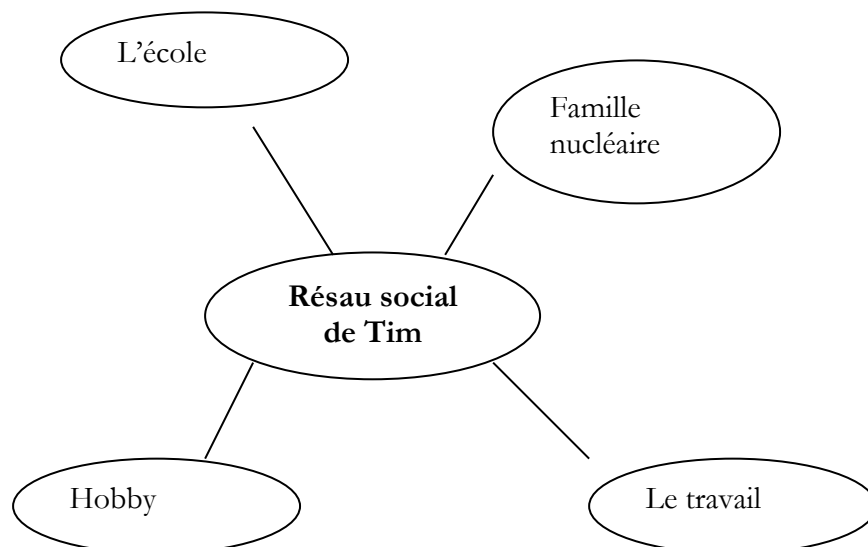 L’école
Famille
nucléaire
Résau social
de Tim
Hobby
Le travail